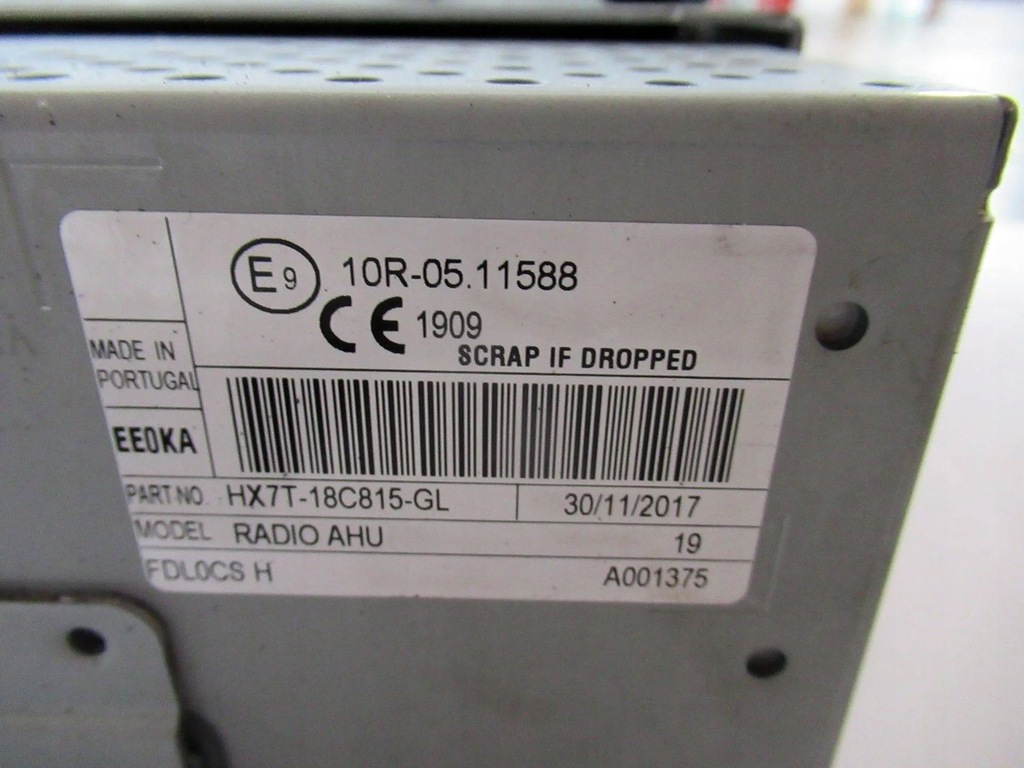 E9 10R-05.11588
CE 1909
SCRAP IF DROPPED
MADE IN
PORTUGAL
EE0KA
PART-NO. HX7T-18C815-GL 30/11/2017
MODEL RADIO AHU 19
FDL0CS H A001375